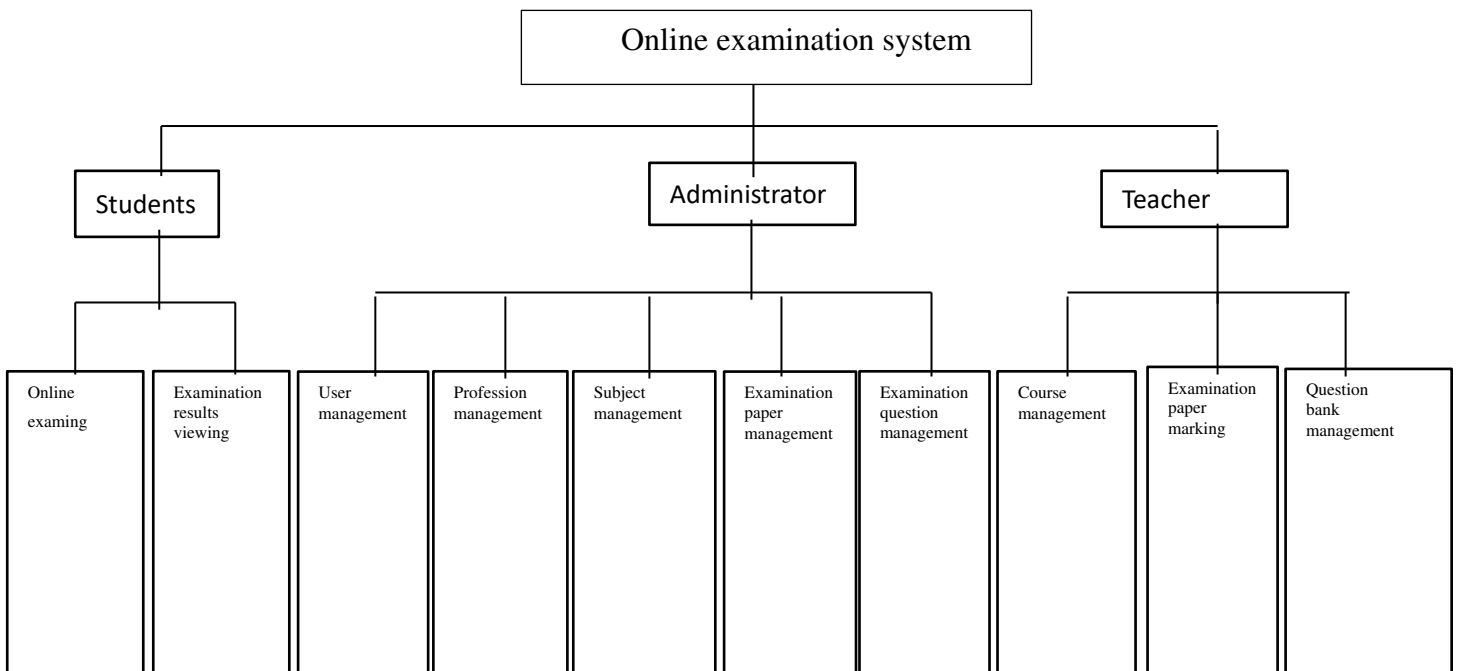 Online examination system
Students
Administrator
Teacher
Online
examing
Examination
results
viewing
User
management
Profession
management
Subject
management
Examination
paper
management
Examination
question
management
Course
management
Examination
paper
marking
Question
bank
management